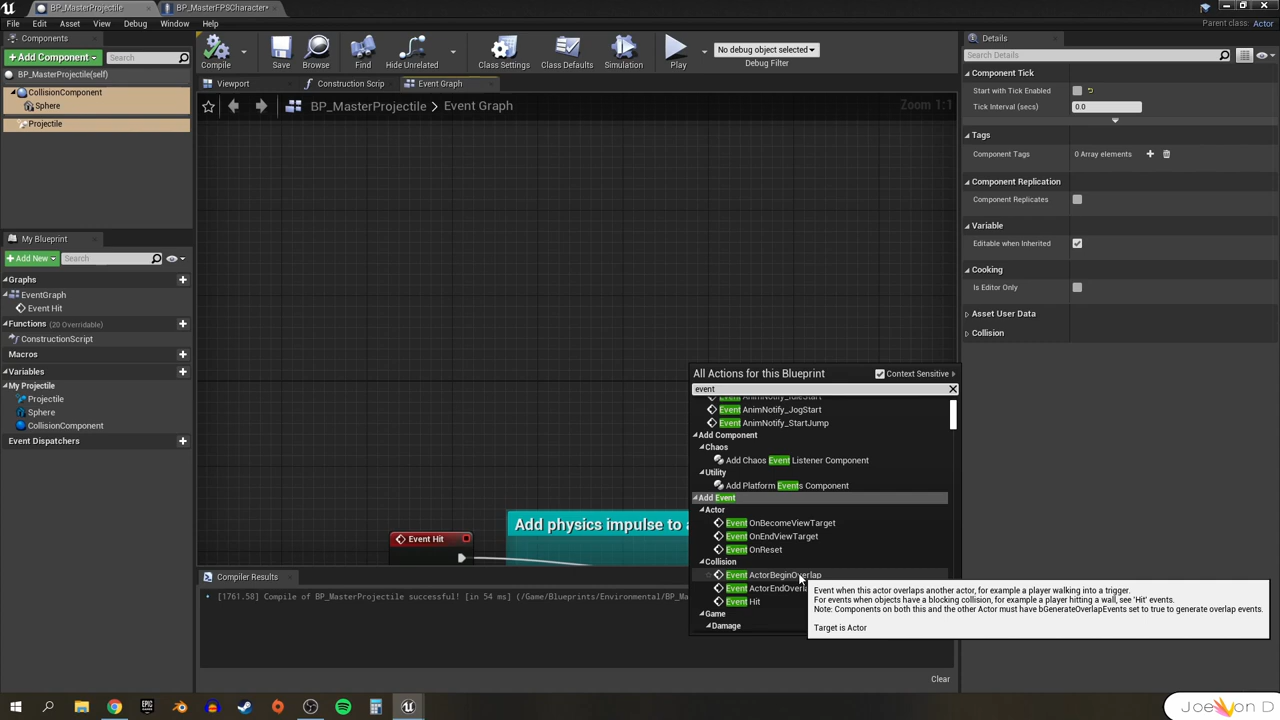 BP_MasterProjectile
BP_MasterFPSCharacter*
File Edit Asset View Debug Window Help
Parent class: Actor
Components
+Add Component Search
BP_MasterProjectile(self)
CollisionComponent
Sphere
Projectile
Compile Save Browse Find Hide Unrelated Class Settings Class Defaults Simulation Play
No debug object selected
Debug Filter
Viewport Construction Scrip Event Graph
BP_MasterProjectile > Event Graph
Zoom 1:1
My Blueprint
+Add New Search
Graphs
EventGraph
Event Hit
Functions (20 Overridable)
ConstructionScript
Macros
Variables
My Projectile
Projectile
Sphere
CollisionComponent
Event Dispatchers
Event Hit
Add physics impulse to a
All Actions for this Blueprint
Context Sensitive
event
Event AnimNotify_IdleStart
Event AnimNotify_JogStart
Event AnimNotify_StartJump
Add Component
Chaos
Add Chaos Event Listener Component
Utility
Add Platform Events Component
Add Event
Actor
Event OnBecomeViewTarget
Event OnEndViewTarget
Event OnReset
Collision
Event ActorBeginOverlap
Event ActorEndOverla
Event Hit
Game
Damage
Event when this actor overlaps another actor, for example a player walking into a trigger.
For events when objects have a blocking collision, for example a player hitting a wall, see 'Hit' events.
Note: Components on both this and the other Actor must have bGenerateOverlapEvents set to true to generate overlap events.
Target is Actor
Compiler Results
[1761.58] Compile of BP_MasterProjectile successful! [in 54 ms] (/Game/Blueprints/Environmental/BP_Ma
Clear
Details
Search Details
Component Tick
Start with Tick Enabled
Tick Interval (secs) 0.0
Tags
Component Tags 0 Array elements
Component Replication
Component Replicates
Variable
Editable when Inherited
Cooking
Is Editor Only
Asset User Data
Collision